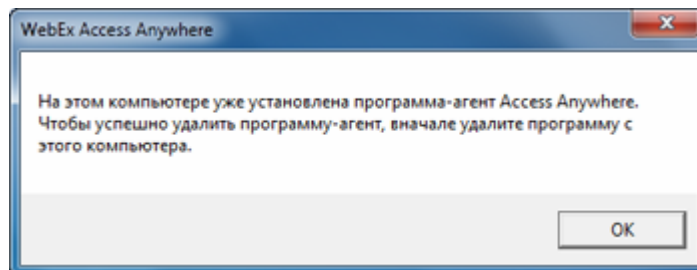 WebEx Access Anywhere
На этом компьютере уже установлена программа-агент Access Anywhere.
Чтобы успешно удалить программу-агент, вначале удалите программу с
этого компьютера.
OK